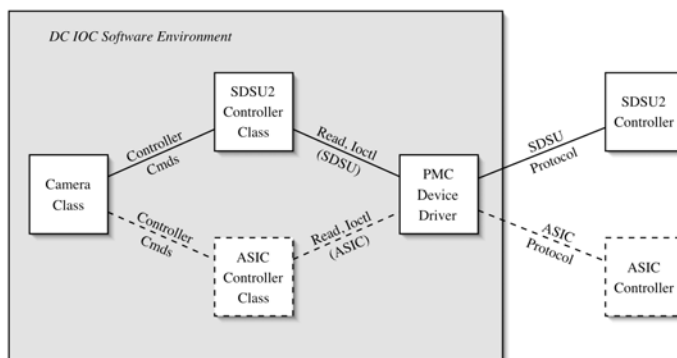 DC IOC Software Environment
SDSU2
Controller
Class
SDSU2
Controller
Controller
Cmds
Read, Ioctl
(SDSU)
SDSU
Protocol
Camera
Class
PMC
Device
Driver
Controller
Cmds
Read, Ioctl
(ASIC)
ASIC
Protocol
ASIC
Controller
Class
ASIC
Controller